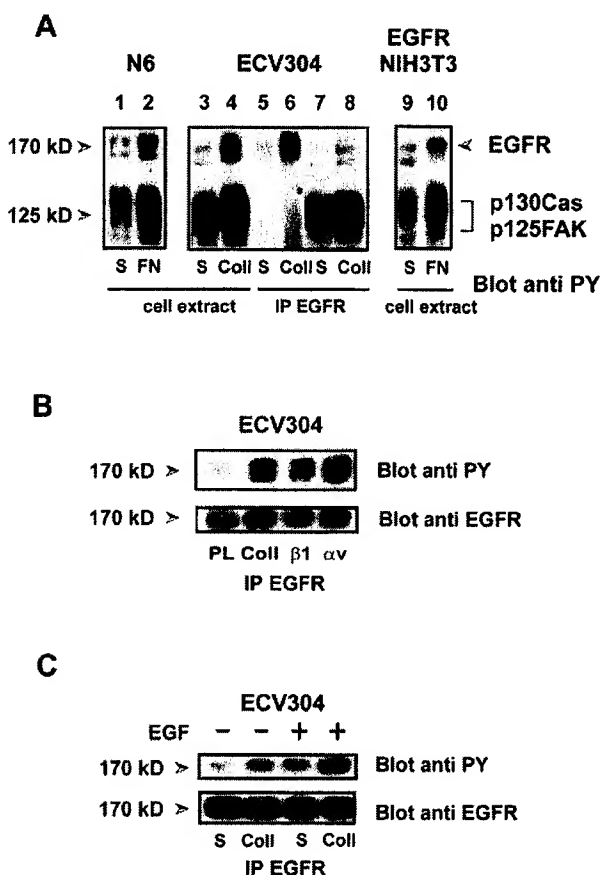 A
N6 ECV304 EGFR NIH3T3
1 2 3 4 5 6 7 8 9 10
170 kD > < EGFR
125 kD > p130Cas
p125FAK
S FN S Coll S Coll S Coll S FN Blot anti PY
cell extract IP EGFR cell extract
B
ECV304
170 kD > Blot anti PY
170 kD > Blot anti EGFR
PL Coll β1 αv
IP EGFR
C
ECV304
EGF − − + +
170 kD > Blot anti PY
170 kD > Blot anti EGFR
S Coll S Coll
IP EGFR